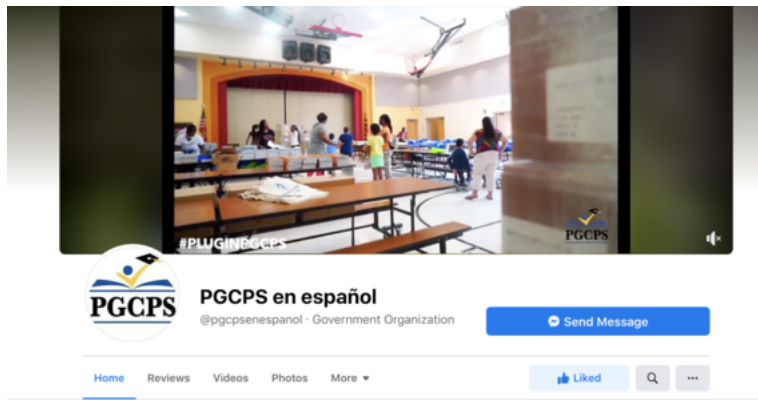 PGCPS
#PLUGINPGCPS
PGCPS
PGCPS en español
@pgcpsenespanol · Government Organization
Send Message
Home Reviews Videos Photos More
Liked